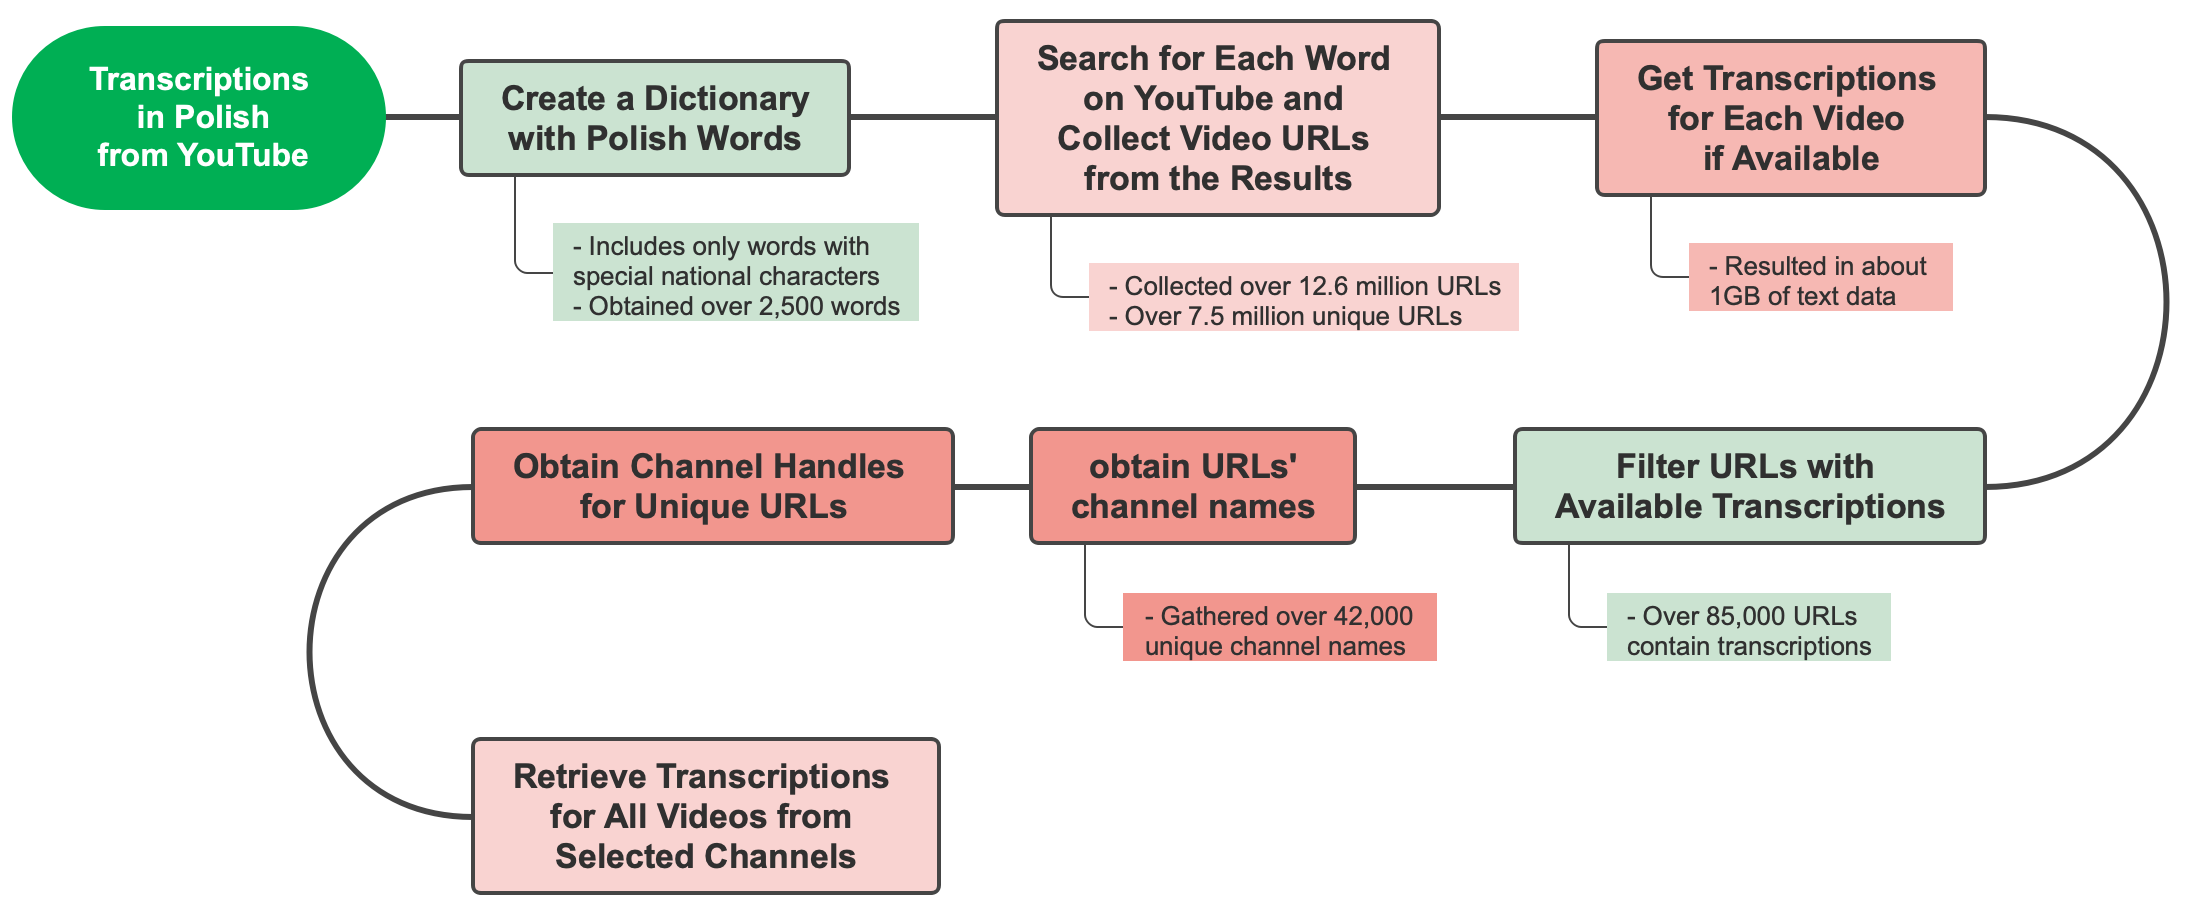 Transcriptions
in Polish
from YouTube
Create a Dictionary
with Polish Words
- Includes only words with
special national characters
- Obtained over 2,500 words
Search for Each Word
on YouTube and
Collect Video URLs
from the Results
- Collected over 12.6 million URLs
- Over 7.5 million unique URLs
Get Transcriptions
for Each Video
if Available
- Resulted in about
1GB of text data
Filter URLs with
Available Transcriptions
- Over 85,000 URLs
contain transcriptions
obtain URLs'
channel names
- Gathered over 42,000
unique channel names
Obtain Channel Handles
for Unique URLs
Retrieve Transcriptions
for All Videos from
Selected Channels